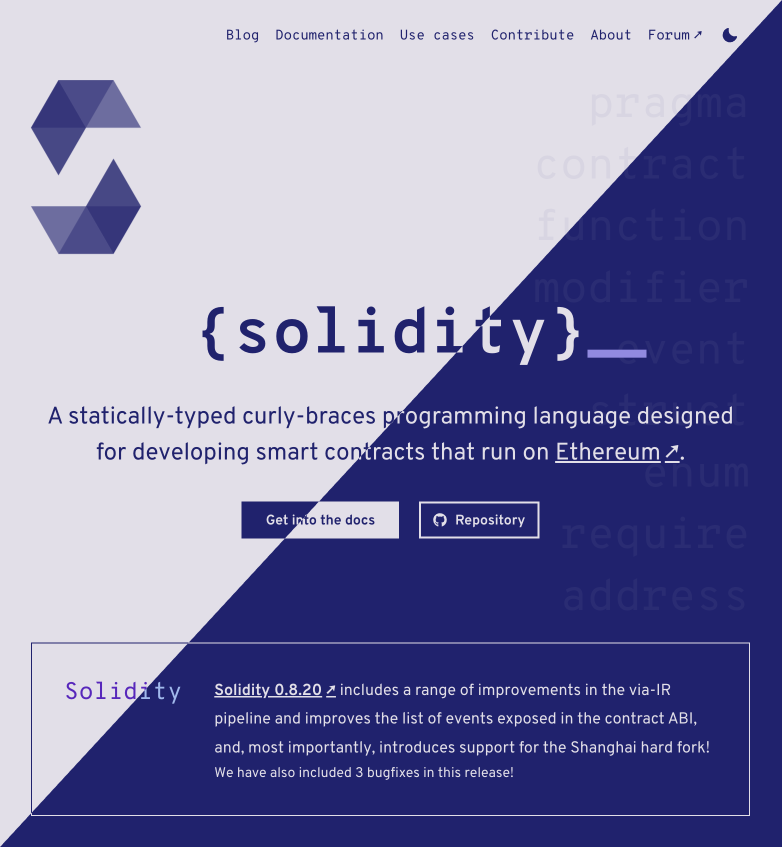 Blog Documentation Use cases Contribute About Forum↗
pragma
contract
function
modifier
{solidity}_
event
struct
A statically-typed curly-braces programming language designed
for developing smart contracts that run on Ethereum↗.
enum
Get into the docs Repository
require
address
Solidity
Solidity 0.8.20↗ includes a range of improvements in the via-IR
pipeline and improves the list of events exposed in the contract ABI,
and, most importantly, introduces support for the Shanghai hard fork!
We have also included 3 bugfixes in this release!